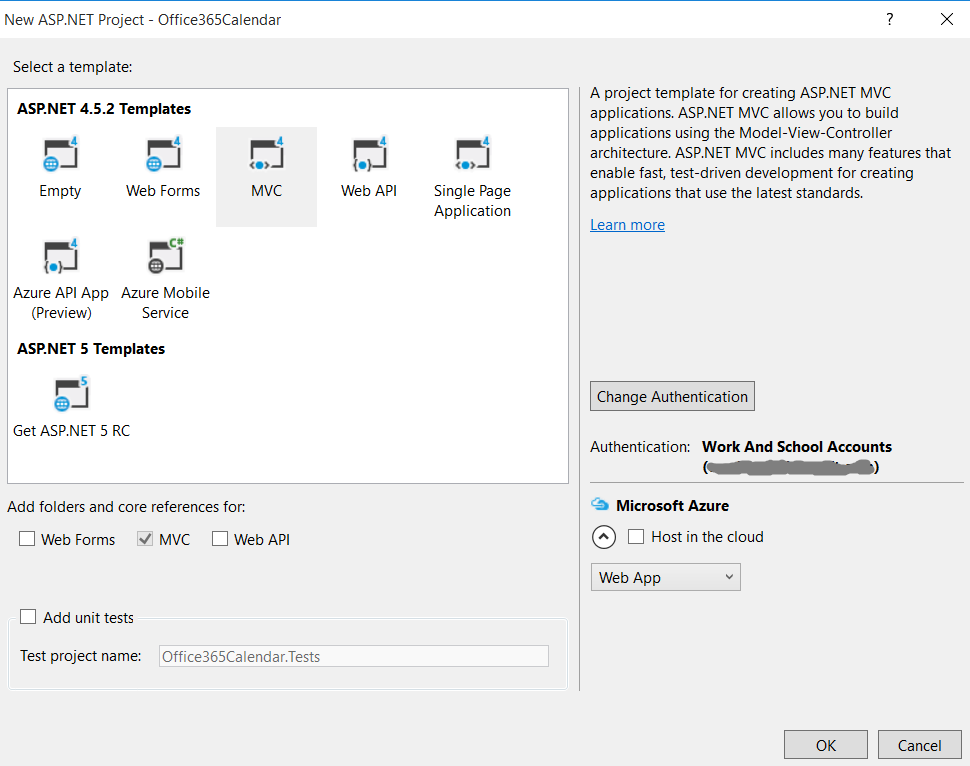 New ASP.NET Project - Office365Calendar
?
Select a template:
ASP.NET 4.5.2 Templates
4
4
4
4
4
Empty
Web Forms
MVC
Web API
Single Page
Application
4
C#
Azure API App
(Preview)
Azure Mobile
Service
ASP.NET 5 Templates
5
Get ASP.NET 5 RC
A project template for creating ASP.NET MVC
applications. ASP.NET MVC allows you to build
applications using the Model-View-Controller
architecture. ASP.NET MVC includes many features that
enable fast, test-driven development for creating
applications that use the latest standards.
Learn more
Change Authentication
Authentication: Work And School Accounts
Microsoft Azure
Host in the cloud
Web App
Add folders and core references for:
Web Forms
MVC
Web API
Add unit tests
Test project name: Office365Calendar.Tests
OK
Cancel